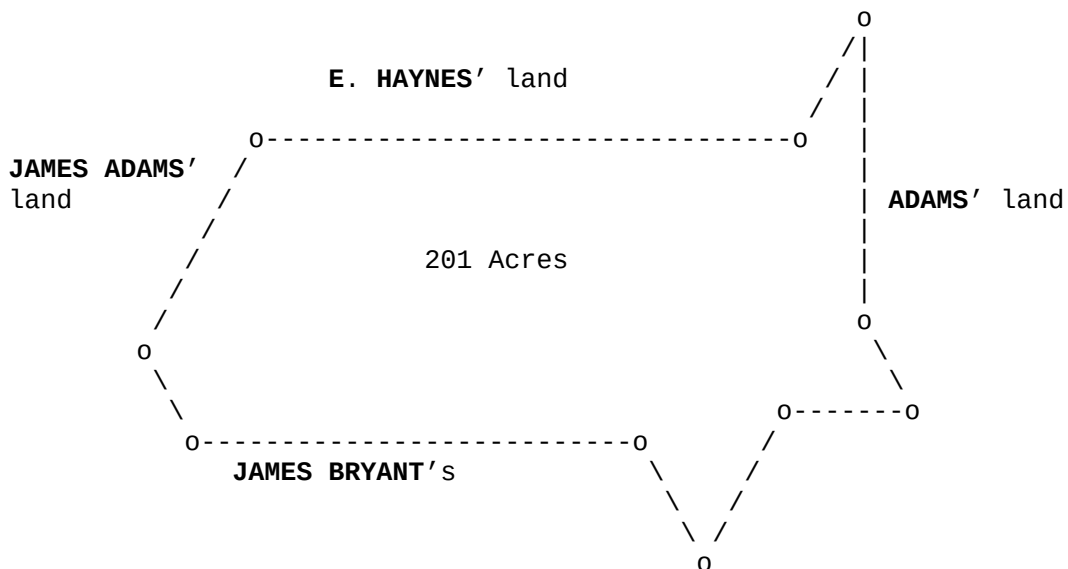 E. HAYNES’ land
JAMES ADAMS’
land
ADAMS’ land
201 Acres
JAMES BRYANT’s